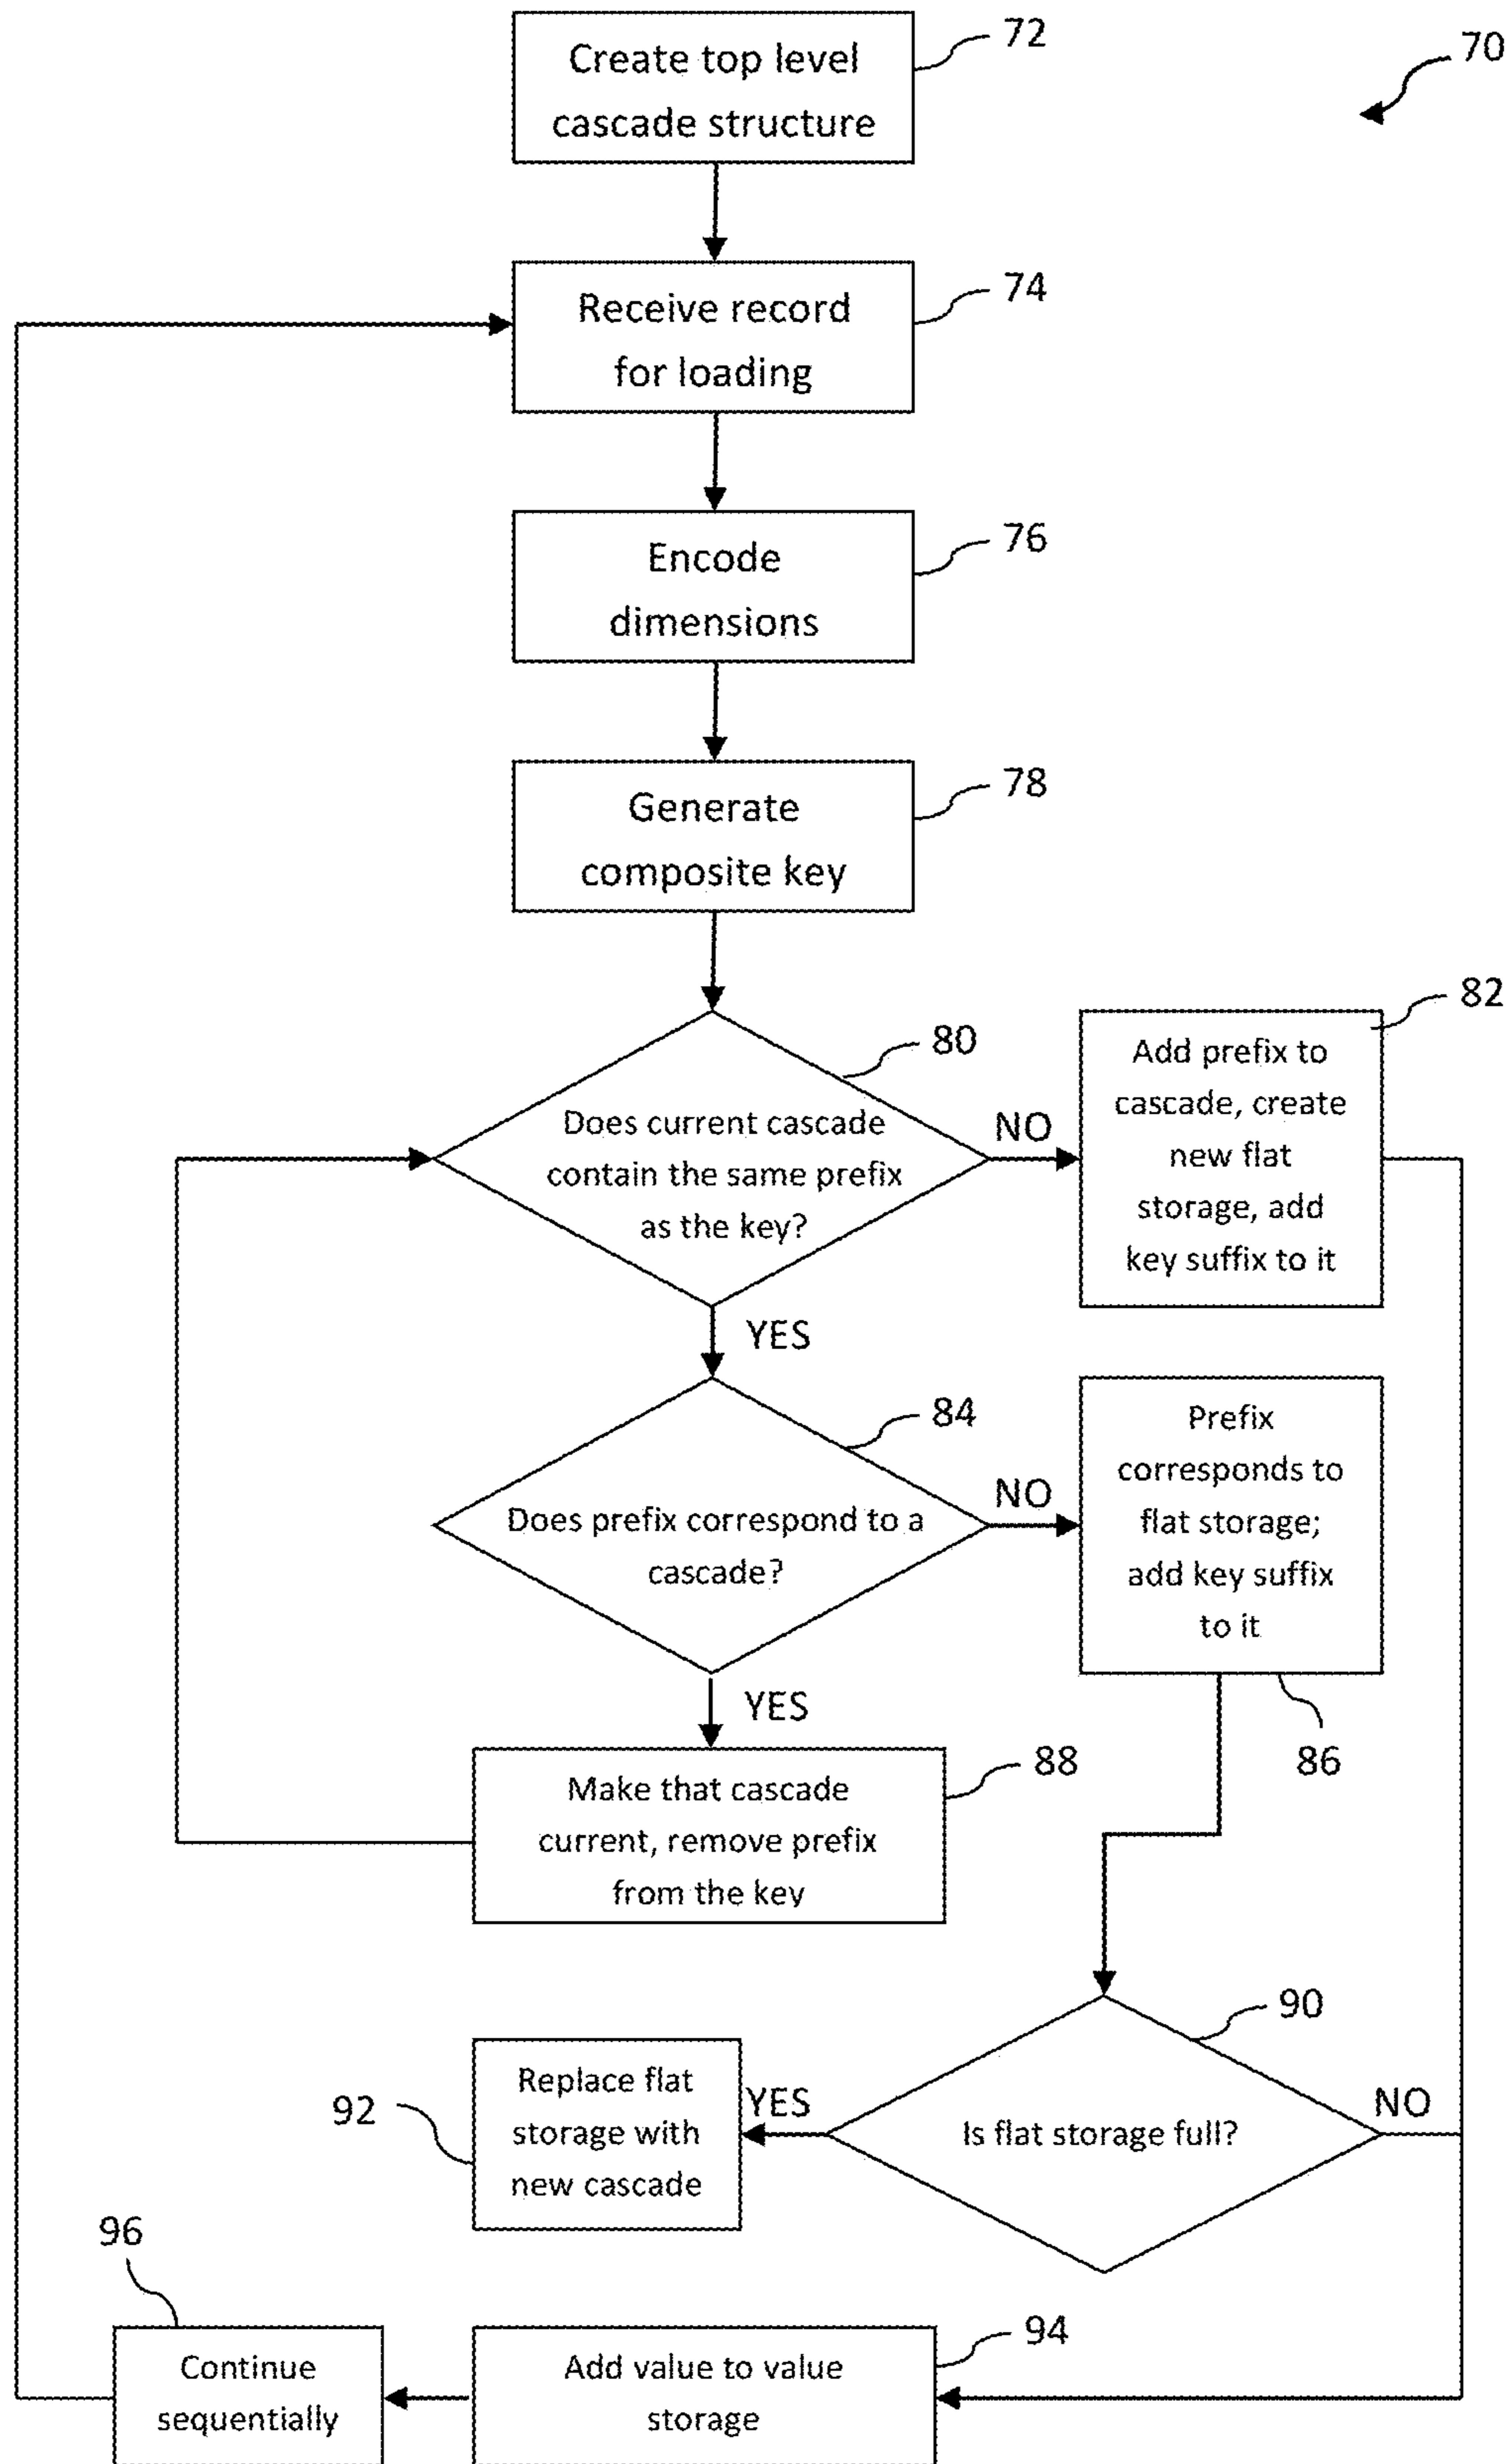 Create top level
cascade structure
72
70
Receive record
for loading
74
Encode
dimensions
76
Generate
composite key
78
Does current cascade
contain the same prefix
as the key?
80
NO
Add prefix to
cascade, create
new flat
storage, add
key suffix to it
82
YES
Does prefix correspond to a
cascade?
84
NO
Prefix
corresponds to
flat storage;
add key suffix
to it
86
YES
Make that cascade
current, remove prefix
from the key
88
Is flat storage full?
90
NO
YES
Replace flat
storage with
new cascade
92
Add value to value
storage
94
Continue
sequentially
96